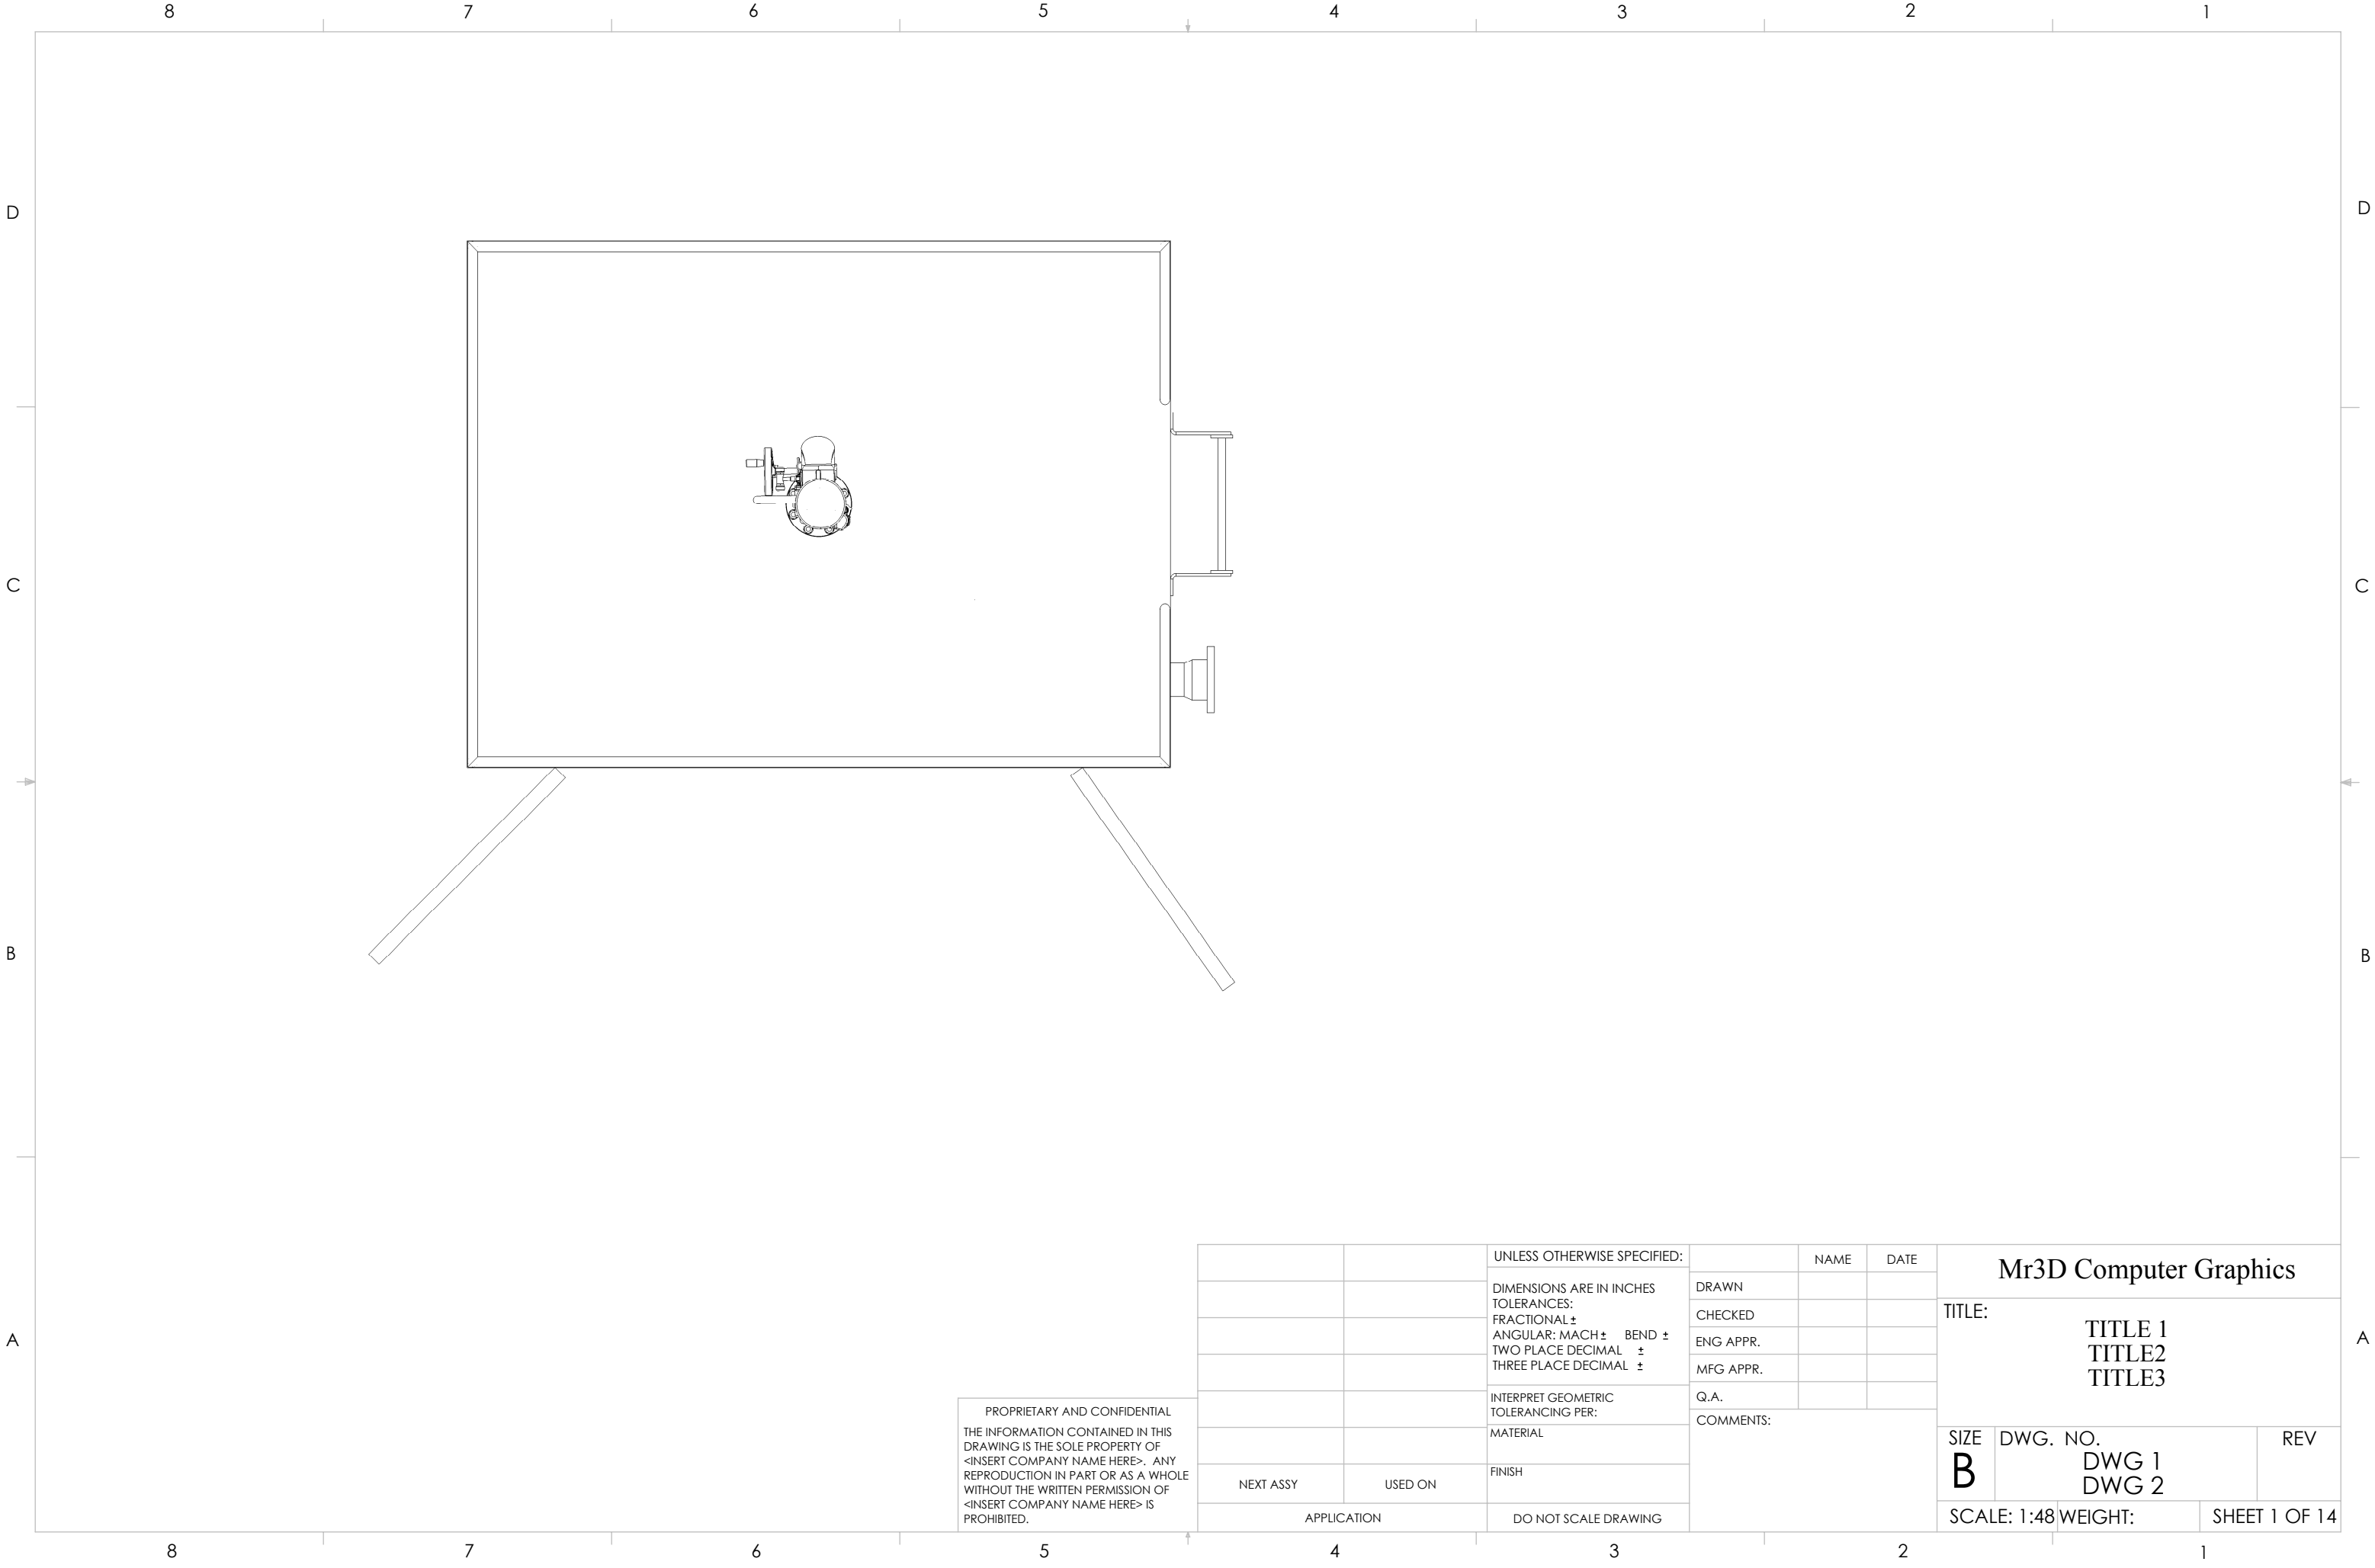 8 7 6 5 4 3 2 1
D D
C C
B B
A A
UNLESS OTHERWISE SPECIFIED:
DIMENSIONS ARE IN INCHES
TOLERANCES:
FRACTIONAL ±
ANGULAR: MACH ± BEND ±
TWO PLACE DECIMAL ±
THREE PLACE DECIMAL ±
INTERPRET GEOMETRIC
TOLERANCING PER:
MATERIAL
FINISH
DO NOT SCALE DRAWING
NAME DATE
DRAWN
CHECKED
ENG APPR.
MFG APPR.
Q.A.
COMMENTS:
Mr3D Computer Graphics
TITLE:
TITLE 1
TITLE2
TITLE3
SIZE DWG. NO. REV
B DWG 1
DWG 2
SCALE: 1:48 WEIGHT: SHEET 1 OF 14
PROPRIETARY AND CONFIDENTIAL
THE INFORMATION CONTAINED IN THIS
DRAWING IS THE SOLE PROPERTY OF
<INSERT COMPANY NAME HERE>. ANY
REPRODUCTION IN PART OR AS A WHOLE
WITHOUT THE WRITTEN PERMISSION OF
<INSERT COMPANY NAME HERE> IS
PROHIBITED.
NEXT ASSY USED ON
APPLICATION
8 7 6 5 4 3 2 1